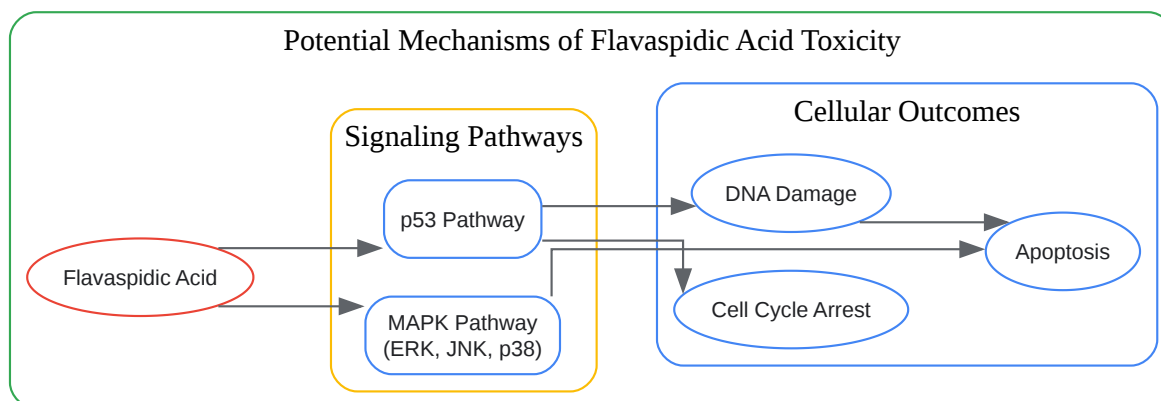 Potential Mechanisms of Flavaspidic Acid Toxicity
Signaling Pathways
Cellular Outcomes
Flavaspidic Acid
p53 Pathway
MAPK Pathway
(ERK, JNK, p38)
DNA Damage
Cell Cycle Arrest
Apoptosis